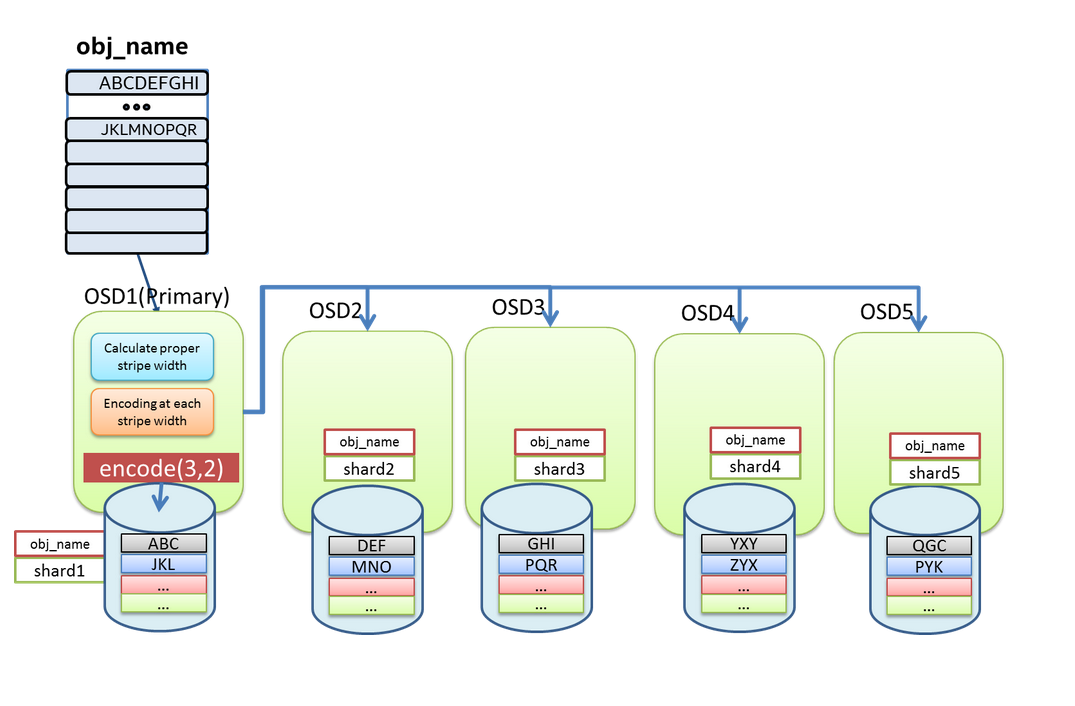 obj_name
ABCDEFGHI
ooo
JKLMNOPQR
OSD1(Primary)
Calculate proper
stripe width
Encoding at each
stripe width
encode(3,2)
obj_name
shard1
ABC
JKL
...
...
OSD2
obj_name
shard2
DEF
MNO
...
...
OSD3
obj_name
shard3
GHI
PQR
...
...
OSD4
obj_name
shard4
YXY
ZYX
...
...
OSD5
obj_name
shard5
QGC
PYK
...
...